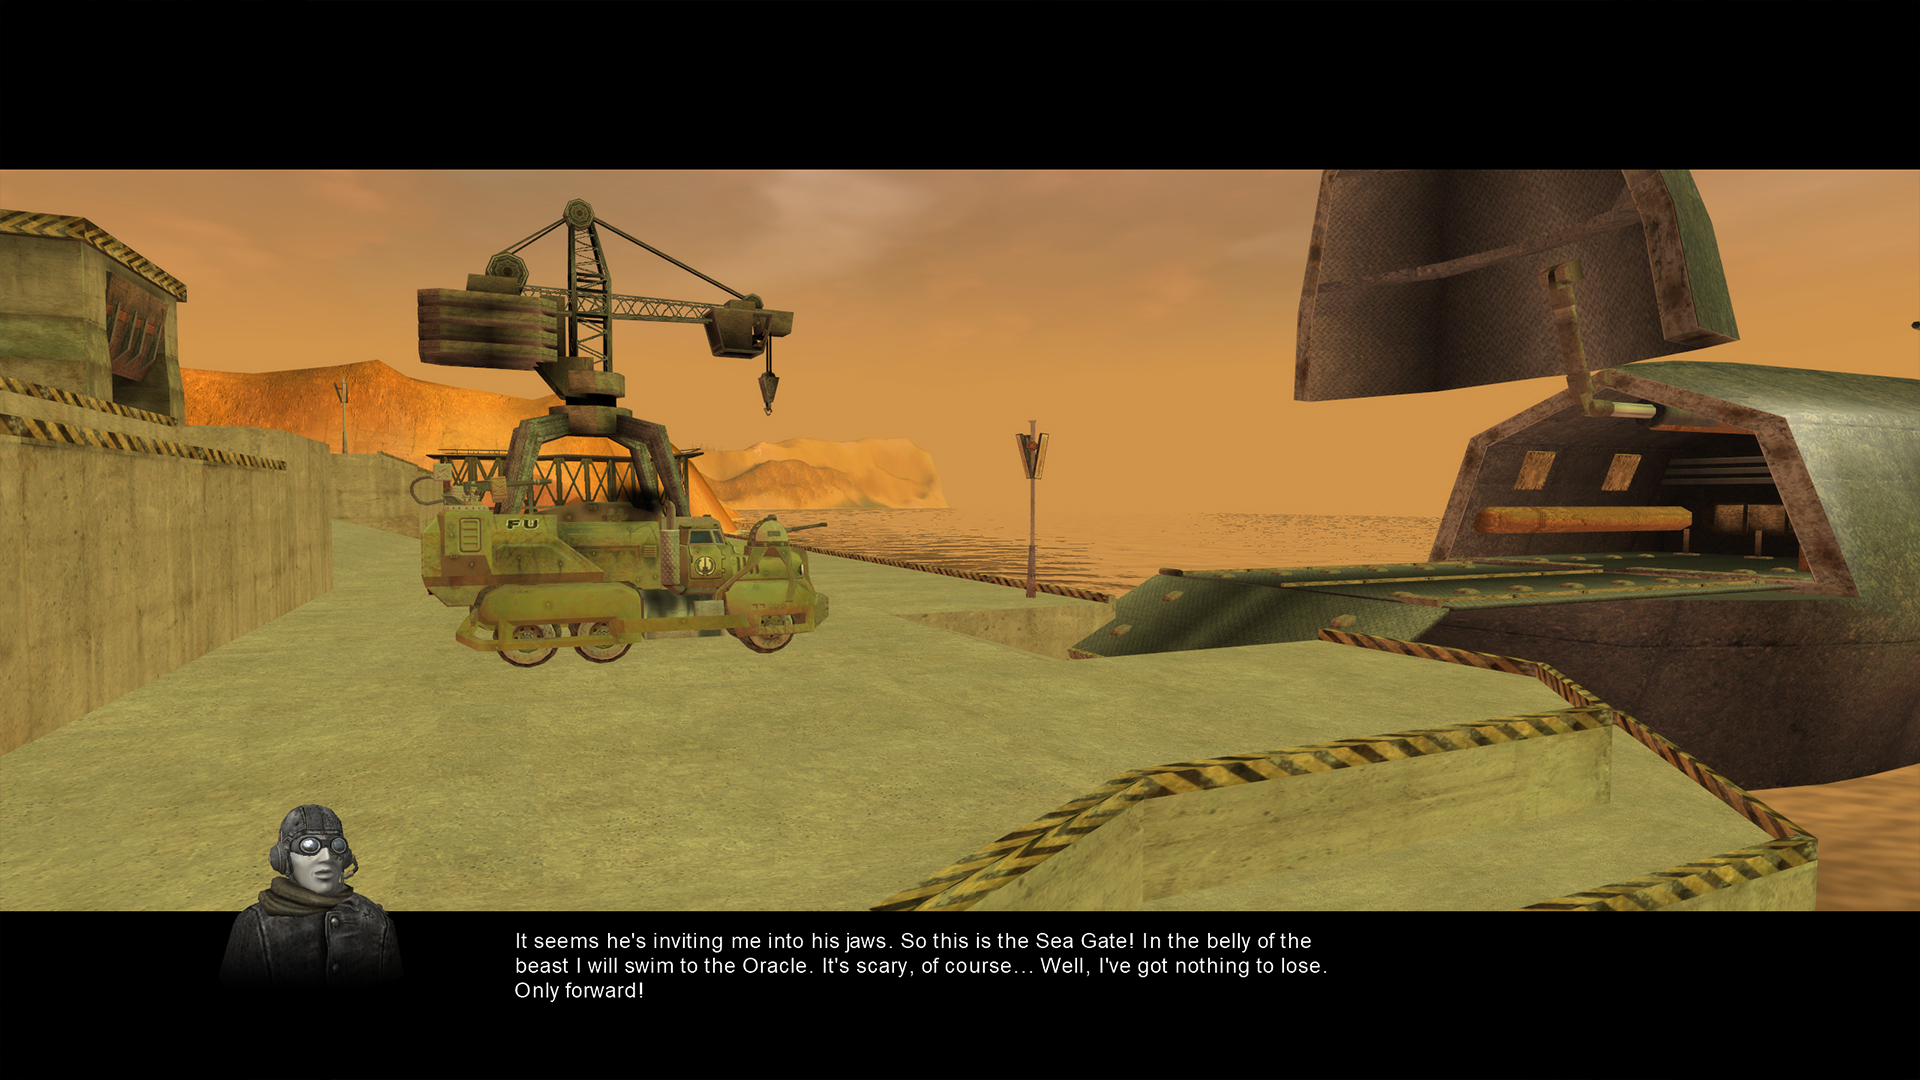 FU
It seems he's inviting me into his jaws. So this is the Sea Gate! In the belly of the
beast I will swim to the Oracle. It's scary, of course... Well, I've got nothing to lose.
Only forward!